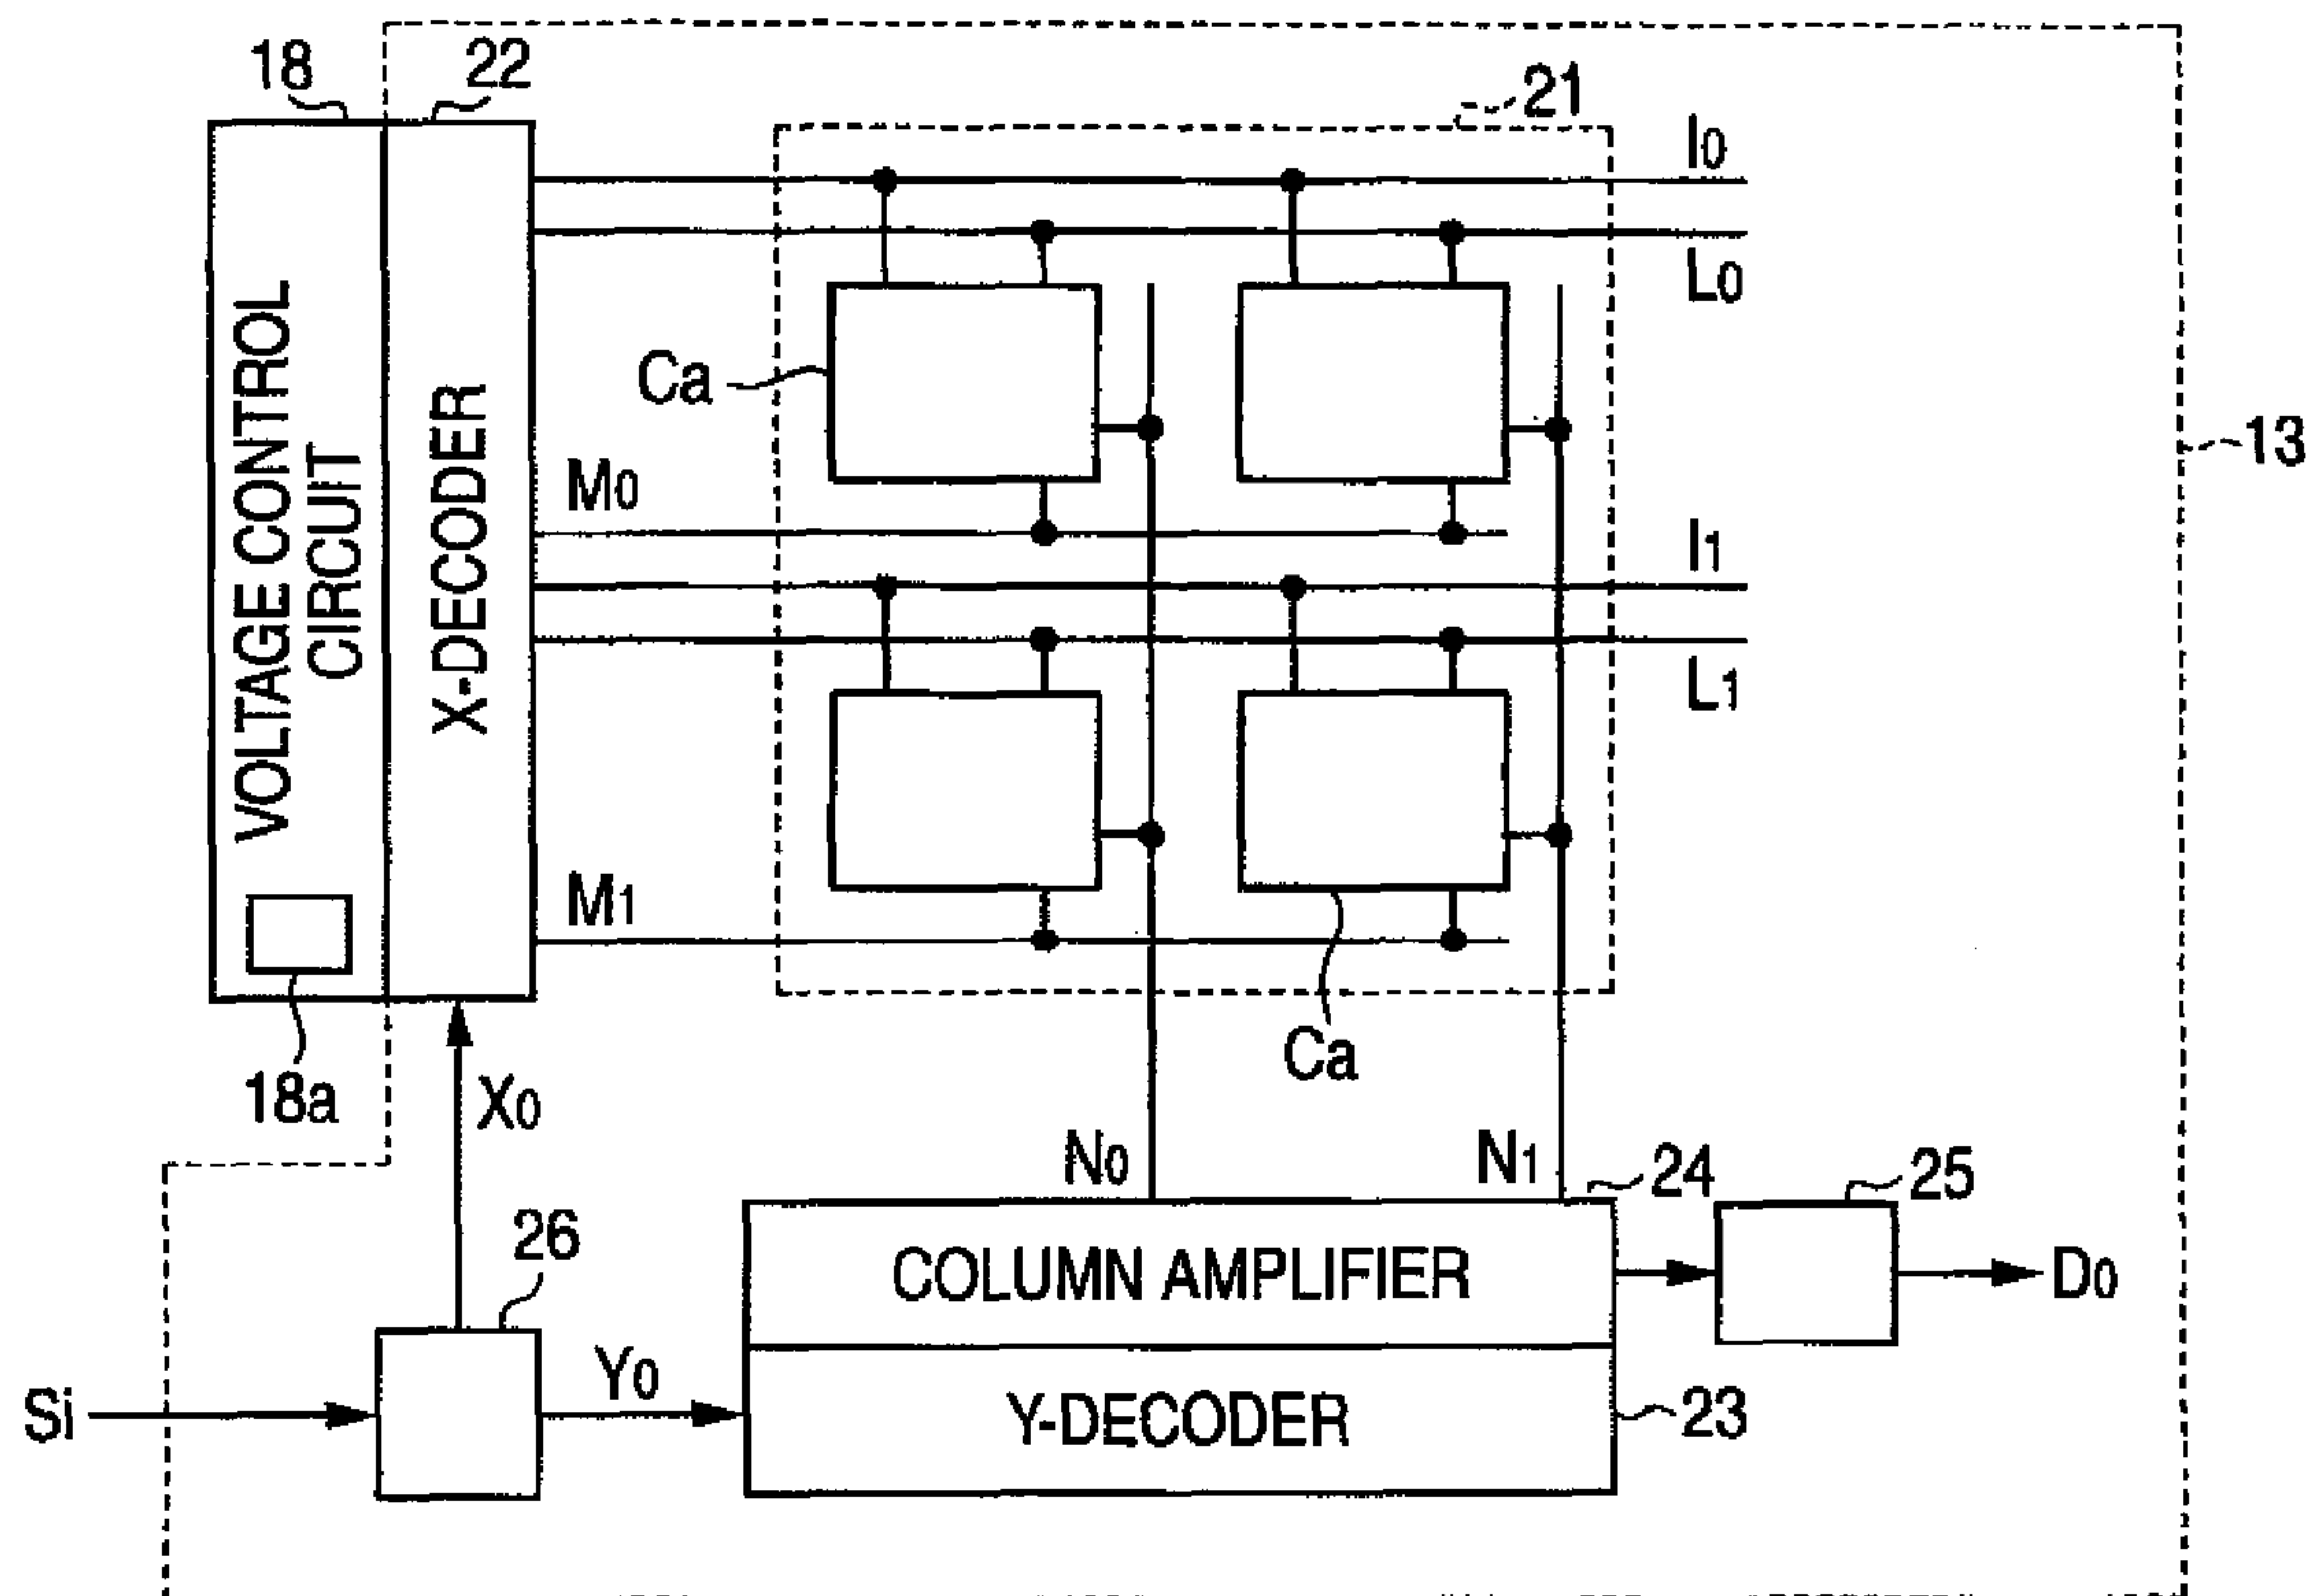 18
22
21
I0
L0
VOLTAGE CONTROL
CIRCUIT
X-DECODER
Ca
13
M0
I1
L1
M1
18a
X0
Ca
N0
N1
24
25
26
COLUMN AMPLIFIER
D0
Si
Y0
Y-DECODER
23